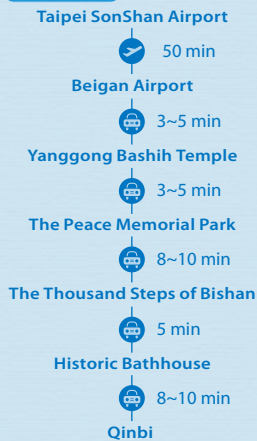 Taipei SonShan Airport
50 min
Beigan Airport
3~5 min
Yanggong Bashih Temple
3~5 min
The Peace Memorial Park
8~10 min
The Thousand Steps of Bishan
5 min
Historic Bathhouse
8~10 min
Qinbi